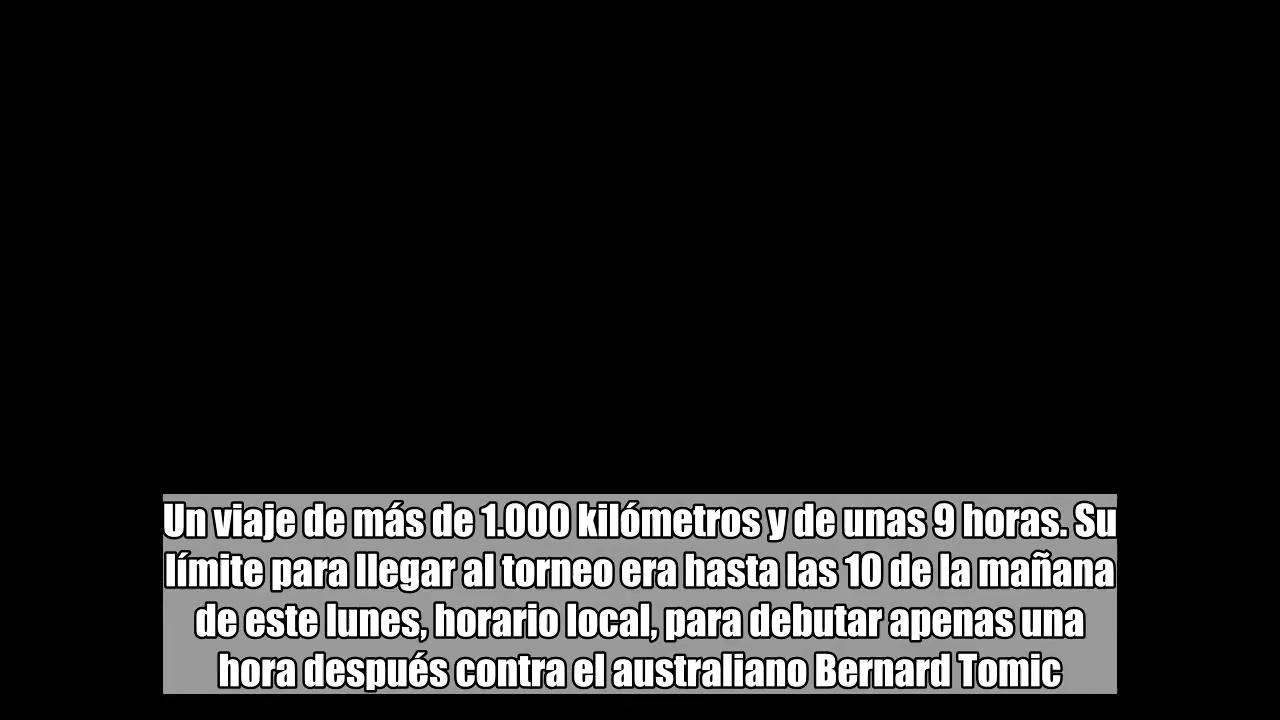 Un viaje de más de 1.000 kilómetros y de unas 9 horas. Su
límite para llegar al torneo era hasta las 10 de la mañana
de este lunes, horario local, para debutar apenas una
hora después contra el australiano Bernard Tomic